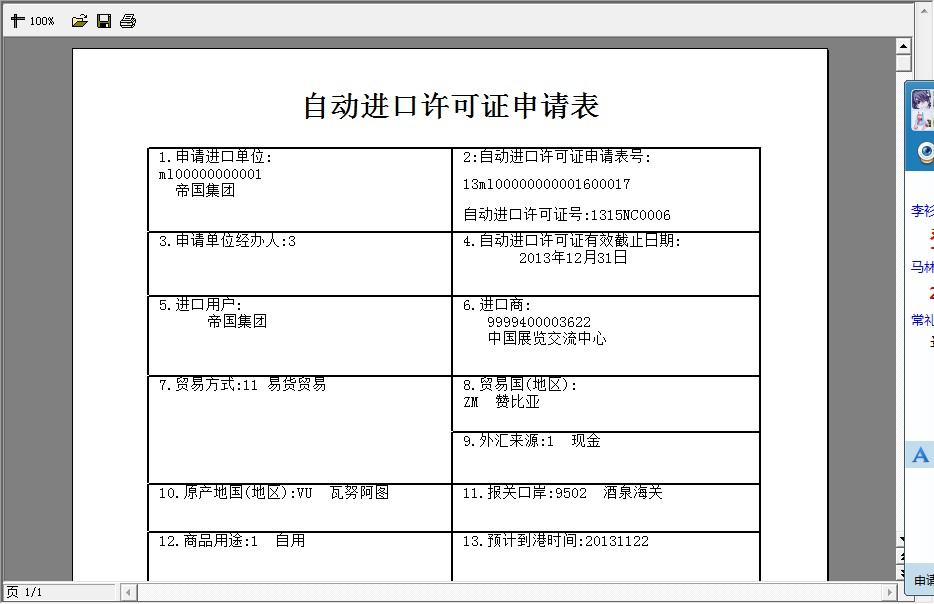 100%
自动进口许可证申请表
1.申请进口单位:
ml00000000001
帝国集团
2:自动进口许可证申请表号:
13ml000000000001600017
自动进口许可证号:1315NC0006
3.申请单位经办人:3
4.自动进口许可证有效截止日期:
2013年12月31日
5.进口用户:
帝国集团
6.进口商:
9999400003622
中国展览交流中心
7.贸易方式:11 易货贸易
8.贸易国(地区):
ZM 赞比亚
9.外汇来源:1 现金
10.原产地国(地区):VU 瓦努阿图
11.报关口岸:9502 酒泉海关
12.商品用途:1 自用
13.预计到港时间:20131122
页 1/1
李衫
马林
常礼
A
申请